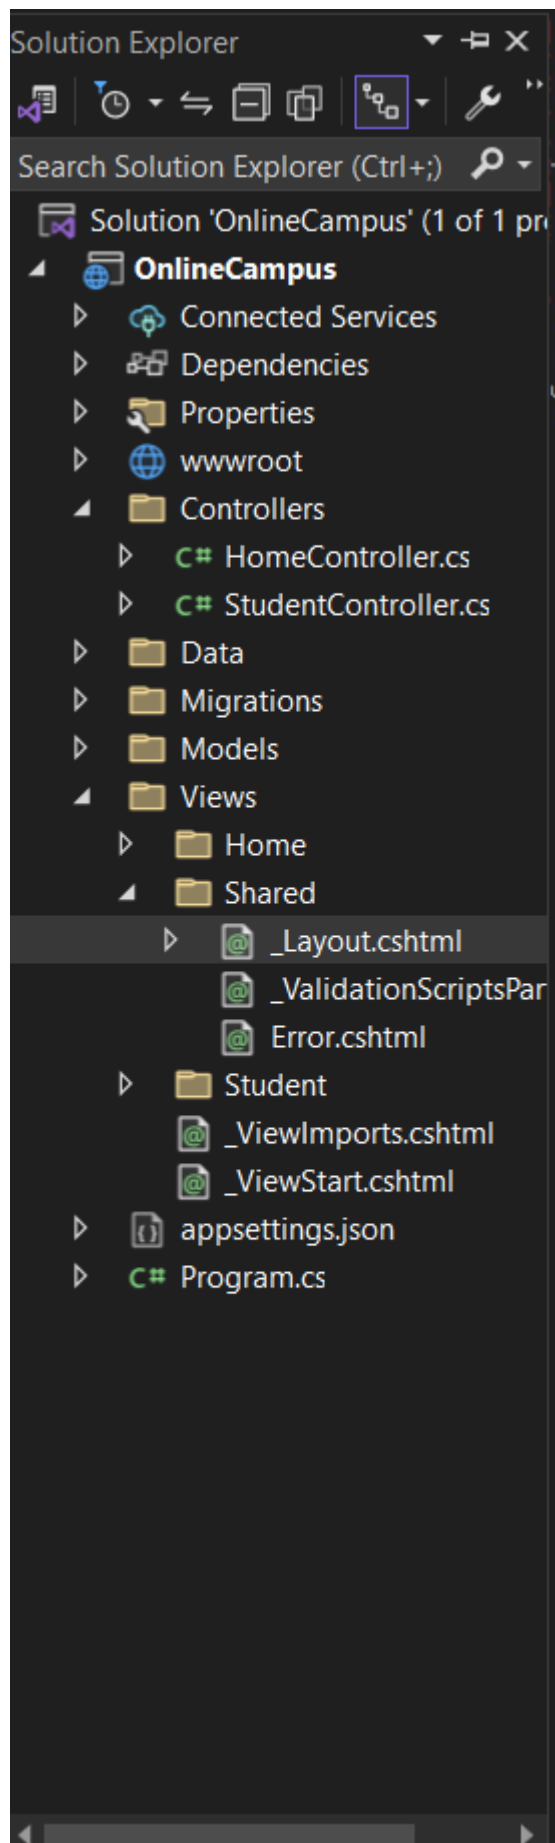 Solution Explorer
Search Solution Explorer (Ctrl+;)
Solution 'OnlineCampus' (1 of 1 pr
OnlineCampus
Connected Services
Dependencies
Properties
wwwroot
Controllers
C# HomeController.cs
C# StudentController.cs
Data
Migrations
Models
Views
Home
Shared
_Layout.cshtml
_ValidationScriptsPar
Error.cshtml
Student
_ViewImports.cshtml
_ViewStart.cshtml
appsettings.json
C# Program.cs